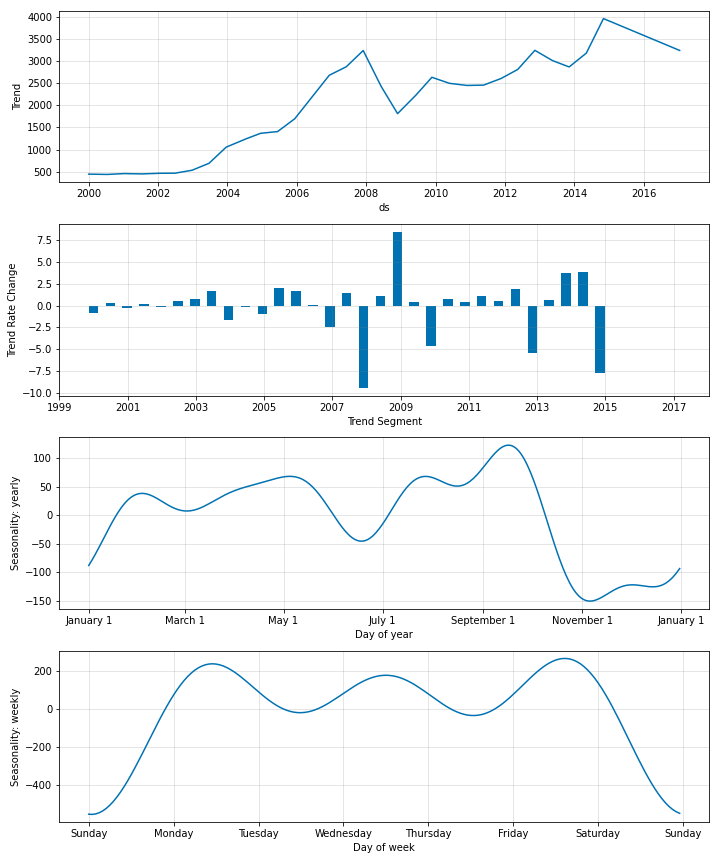 4000
3500
3000
2500
2000
1500
1000
500
Trend
2000 2002 2004 2006 2008 2010 2012 2014 2016
ds
7.5
5.0
2.5
0.0
−2.5
−5.0
−7.5
−10.0
Trend Rate Change
1999 2001 2003 2005 2007 2009 2011 2013 2015 2017
Trend Segment
100
50
0
−50
−100
−150
Seasonality: yearly
January 1 March 1 May 1 July 1 September 1 November 1 January 1
Day of year
200
0
−200
−400
Seasonality: weekly
Sunday Monday Tuesday Wednesday Thursday Friday Saturday Sunday
Day of week